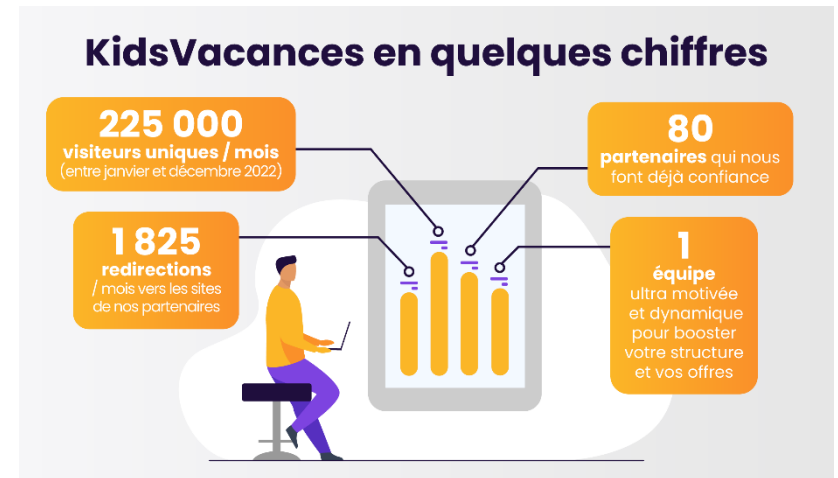 KidsVacances en quelques chiffres
225 000
visiteurs uniques / mois
(entre janvier et décembre 2022)
1 825
redirections
/ mois vers les sites
de nos partenaires
80
partenaires qui nous
font déjà confiance
1
équipe
ultra motivée
et dynamique
pour booster
votre structure
et vos offres